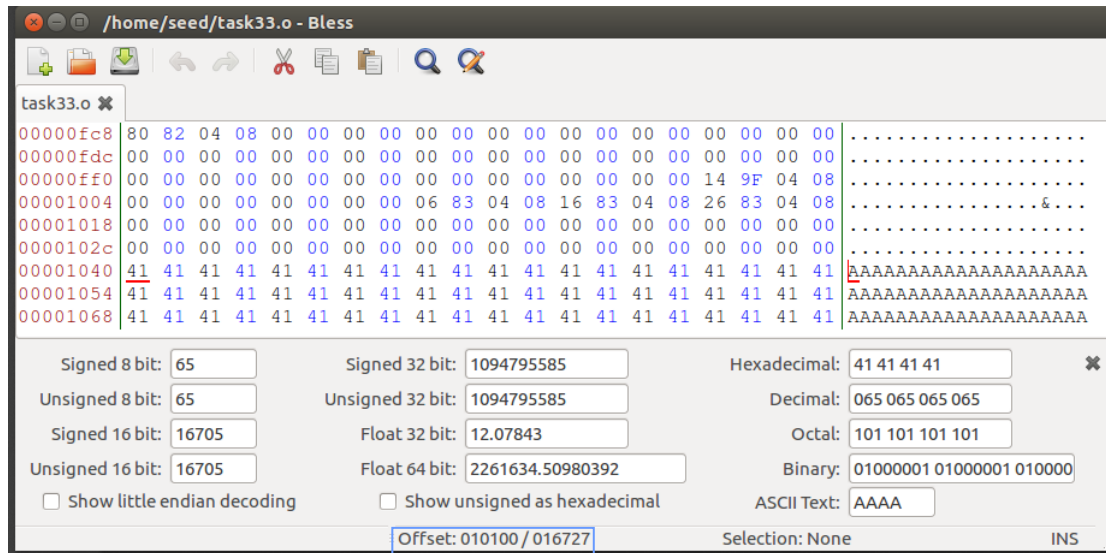 /home/seed/task33.o - Bless
task33.o
00000fc8 80 82 04 08 00 00 00 00 00 00 00 00 00 00 00 00 00 00 00 00 ....................
00000fdc 00 00 00 00 00 00 00 00 00 00 00 00 00 00 00 00 00 00 00 00 ....................
00000ff0 00 00 00 00 00 00 00 00 00 00 00 00 00 00 00 00 14 9F 04 08 ....................
00001004 00 00 00 00 00 00 00 00 06 83 04 08 16 83 04 08 26 83 04 08 ................&...
00001018 00 00 00 00 00 00 00 00 00 00 00 00 00 00 00 00 00 00 00 00 ....................
0000102c 00 00 00 00 00 00 00 00 00 00 00 00 00 00 00 00 00 00 00 00 ....................
00001040 41 41 41 41 41 41 41 41 41 41 41 41 41 41 41 41 41 41 41 41 AAAAAAAAAAAAAAAAAAAA
00001054 41 41 41 41 41 41 41 41 41 41 41 41 41 41 41 41 41 41 41 41 AAAAAAAAAAAAAAAAAAAA
00001068 41 41 41 41 41 41 41 41 41 41 41 41 41 41 41 41 41 41 41 41 AAAAAAAAAAAAAAAAAAAA
Signed 8 bit: 65 Signed 32 bit: 1094795585 Hexadecimal: 41 41 41 41
Unsigned 8 bit: 65 Unsigned 32 bit: 1094795585 Decimal: 065 065 065 065
Signed 16 bit: 16705 Float 32 bit: 12.07843 Octal: 101 101 101 101
Unsigned 16 bit: 16705 Float 64 bit: 2261634.50980392 Binary: 01000001 01000001 010000
Show little endian decoding Show unsigned as hexadecimal ASCII Text: AAAA
Offset: 010100 / 016727 Selection: None INS